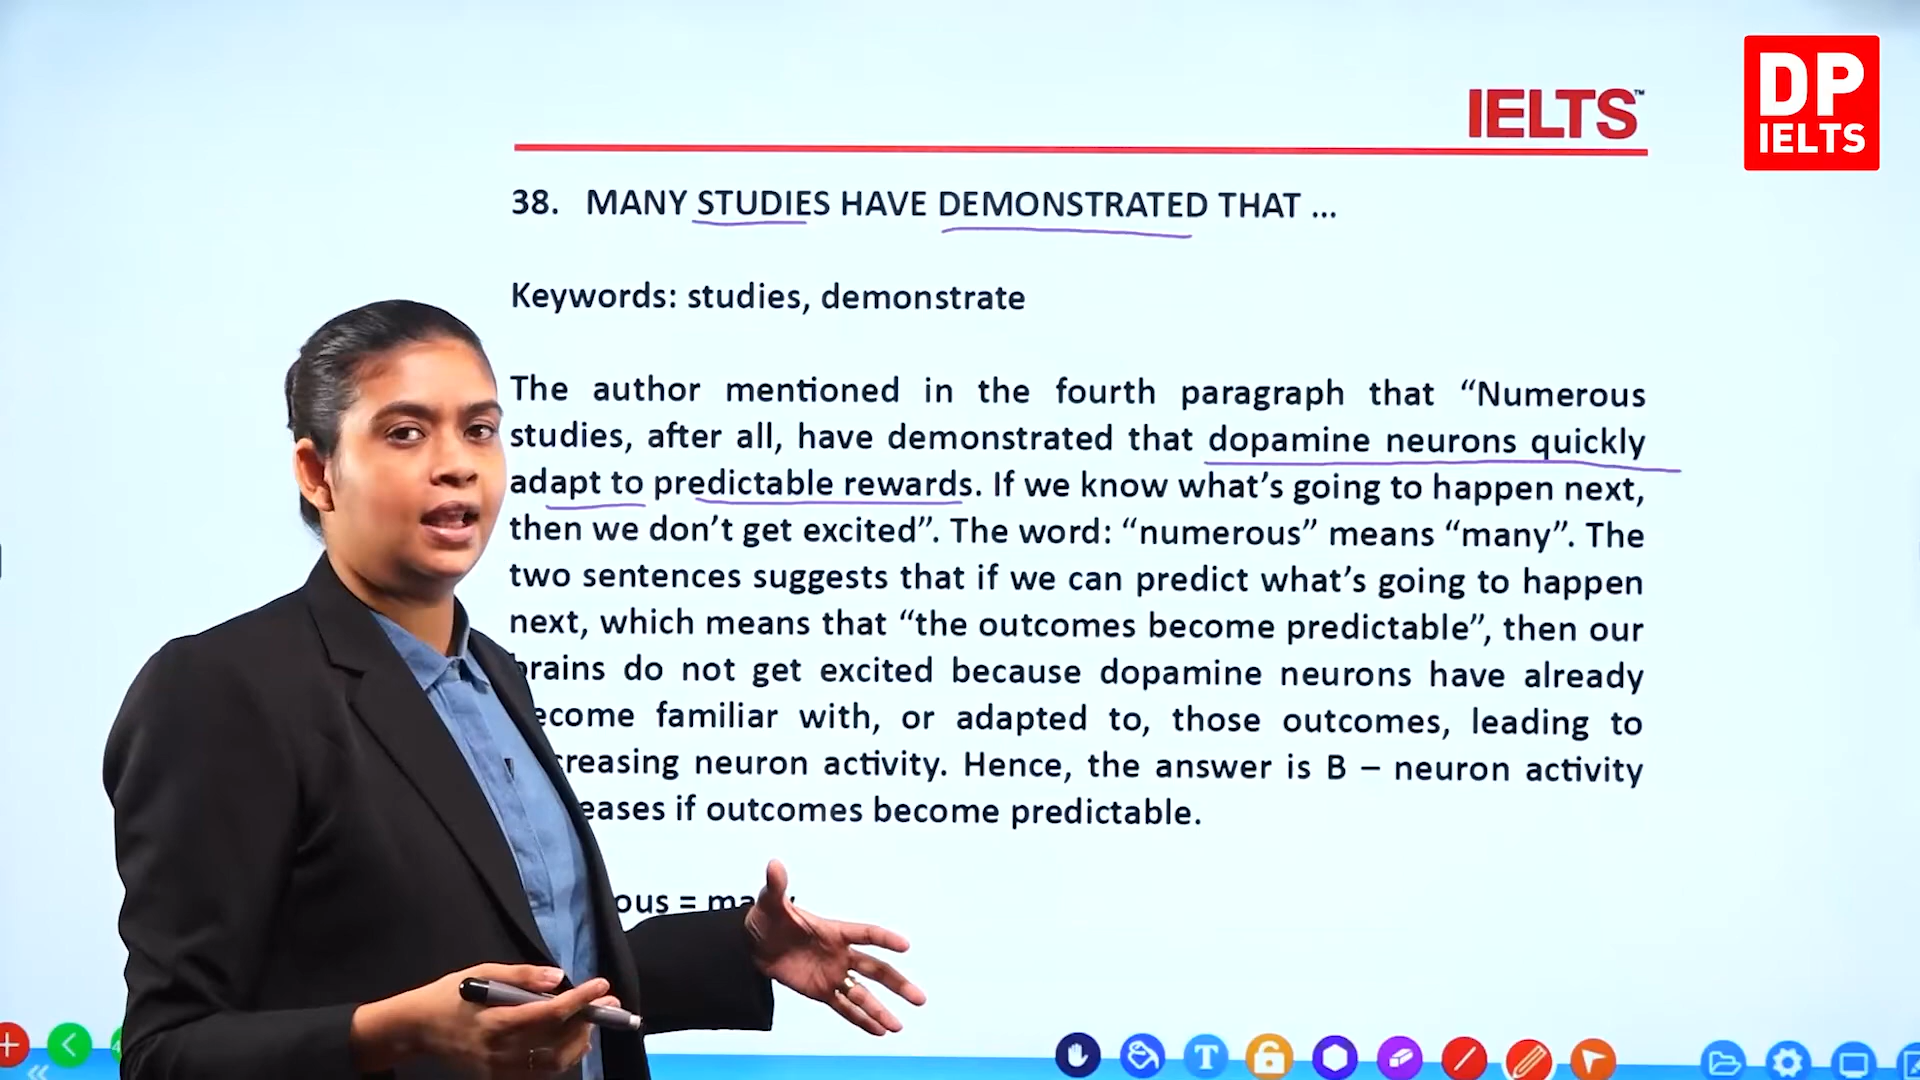 DP
IELTS
IELTS™
38. MANY STUDIES HAVE DEMONSTRATED THAT ...
Keywords: studies, demonstrate
The author mentioned in the fourth paragraph that “Numerous
studies, after all, have demonstrated that dopamine neurons quickly
adapt to predictable rewards. If we know what’s going to happen next,
then we don’t get excited”. The word: “numerous” means “many”. The
two sentences suggests that if we can predict what’s going to happen
next, which means that “the outcomes become predictable”, then our
brains do not get excited because dopamine neurons have already
become familiar with, or adapted to, those outcomes, leading to
neuron activity. Hence, the answer is B – neuron activity
if outcomes become predictable.
= many
T